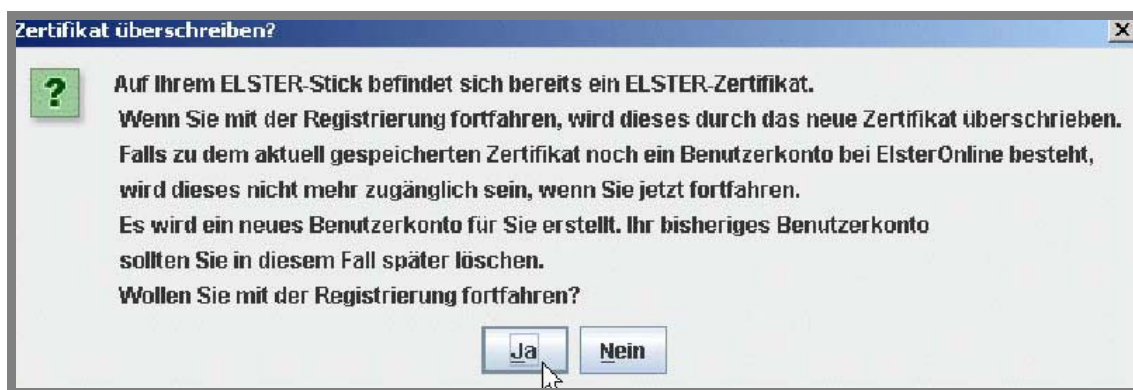 Zertifikat überschreiben?
Auf Ihrem ELSTER-Stick befindet sich bereits ein ELSTER-Zertifikat.
Wenn Sie mit der Registrierung fortfahren, wird dieses durch das neue Zertifikat überschrieben.
Falls zu dem aktuell gespeicherten Zertifikat noch ein Benutzerkonto bei ElsterOnline besteht,
wird dieses nicht mehr zugänglich sein, wenn Sie jetzt fortfahren.
Es wird ein neues Benutzerkonto für Sie erstellt. Ihr bisheriges Benutzerkonto
sollten Sie in diesem Fall später löschen.
Wollen Sie mit der Registrierung fortfahren?
Ja Nein